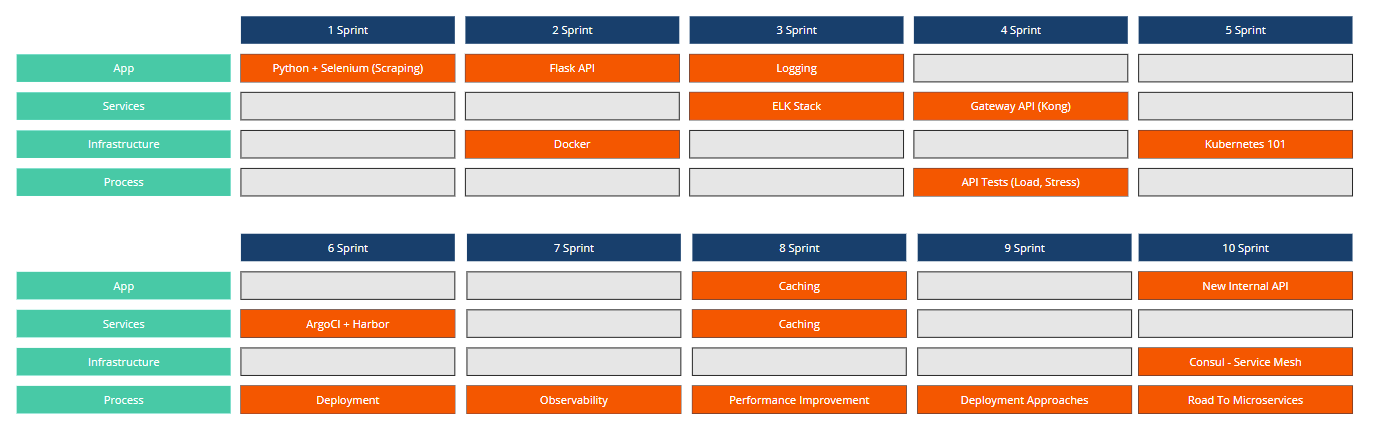 1 Sprint 2 Sprint 3 Sprint 4 Sprint 5 Sprint
App Python + Selenium (Scraping) Flask API Logging
Services ELK Stack Gateway API (Kong)
Infrastructure Docker Kubernetes 101
Process API Tests (Load, Stress)
6 Sprint 7 Sprint 8 Sprint 9 Sprint 10 Sprint
App Caching New Internal API
Services ArgoCI + Harbor Caching
Infrastructure Consul - Service Mesh
Process Deployment Observability Performance Improvement Deployment Approaches Road To Microservices